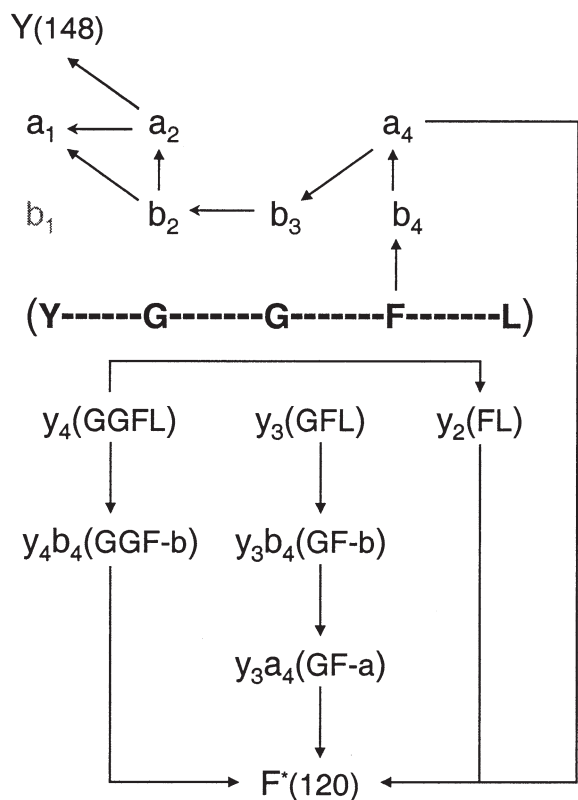 Y(148)
a₁ a₂ a₄
b₁ b₂ b₃ b₄
(Y------G-------G-------F-------L)
y₄(GGFL) y₃(GFL) y₂(FL)
y₄b₄(GGF-b) y₃b₄(GF-b)
y₃a₄(GF-a)
F*(120)